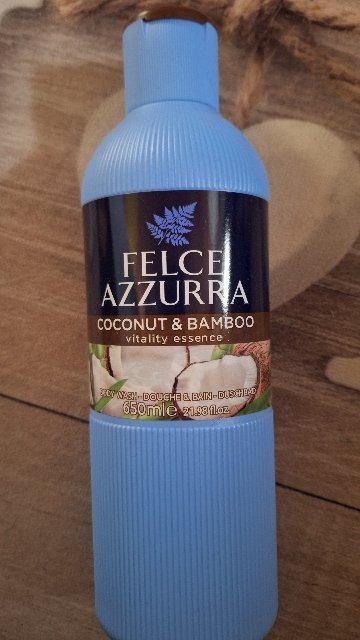 FELCE
AZZURRA
COCONUT & BAMBOO
vitality essence
BODY WASH - DOUCHE & BAIN - DUSCHBAD
650ml℮ 21.98 fl.oz.